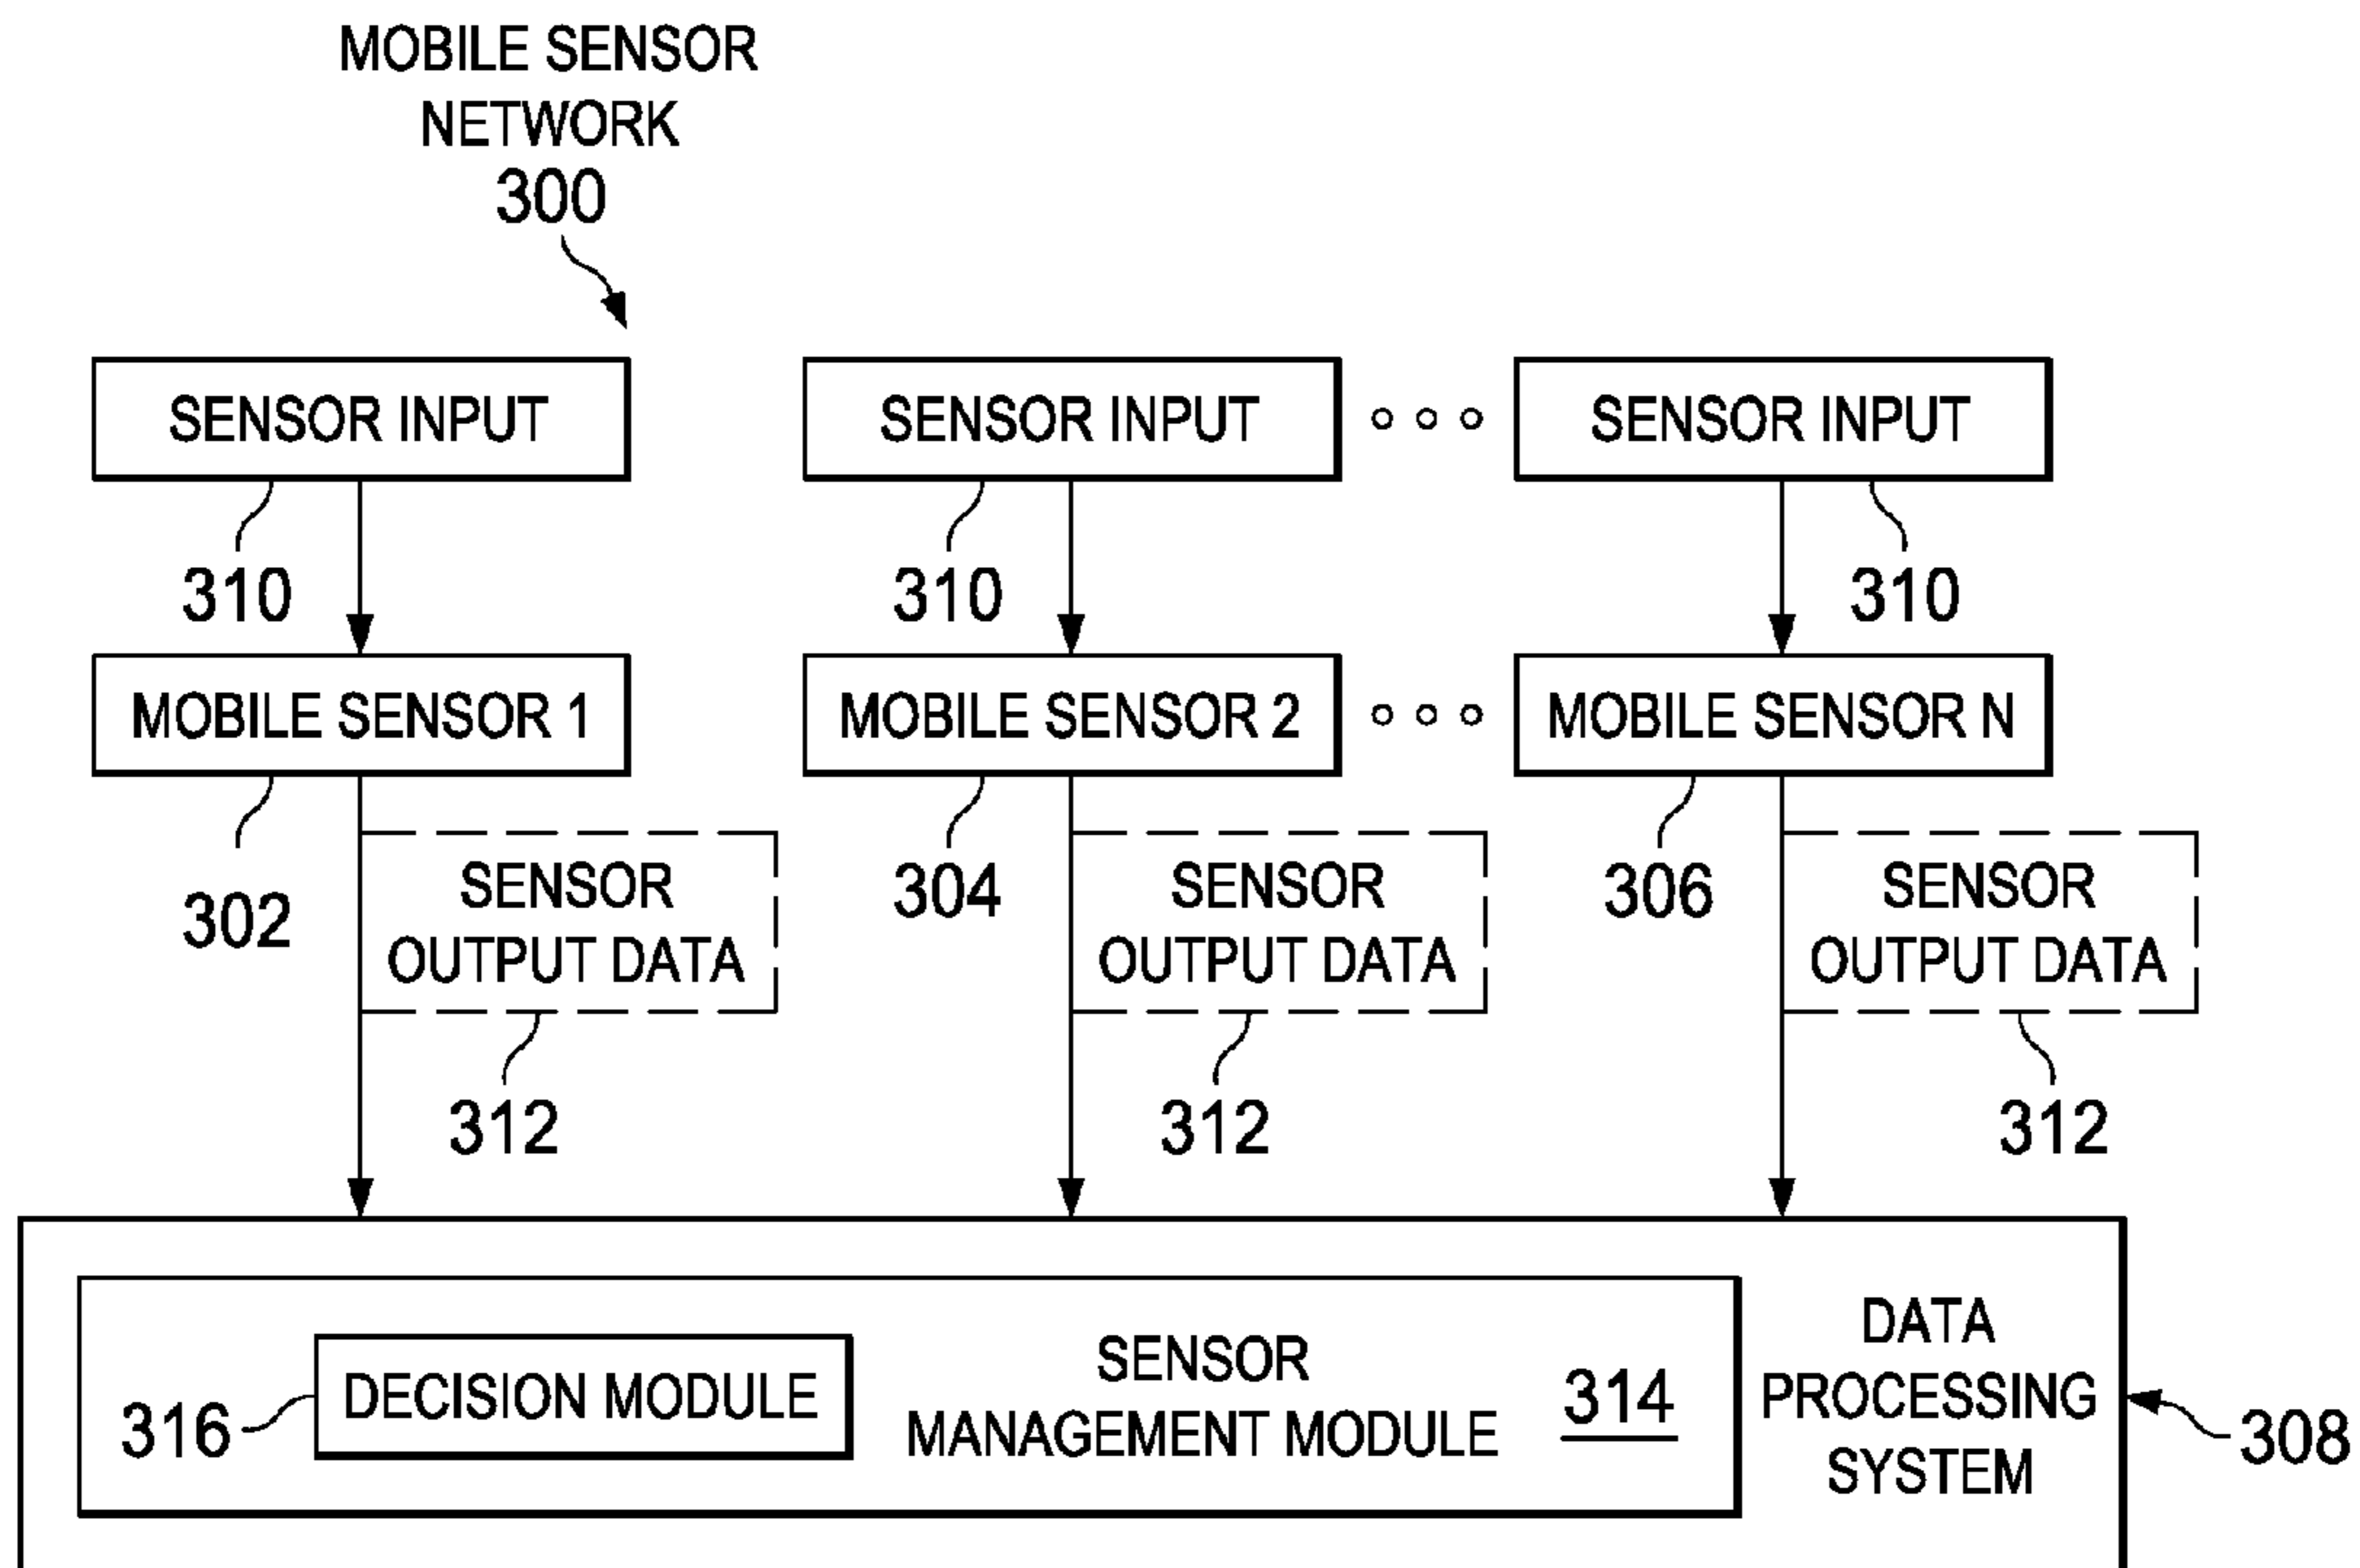 MOBILE SENSOR
NETWORK
300
SENSOR INPUT
SENSOR INPUT
SENSOR INPUT
310
310
310
MOBILE SENSOR 1
MOBILE SENSOR 2
MOBILE SENSOR N
302
SENSOR
OUTPUT DATA
304
SENSOR
OUTPUT DATA
306
SENSOR
OUTPUT DATA
312
312
312
316
DECISION MODULE
SENSOR
MANAGEMENT MODULE
314
DATA
PROCESSING
SYSTEM
308